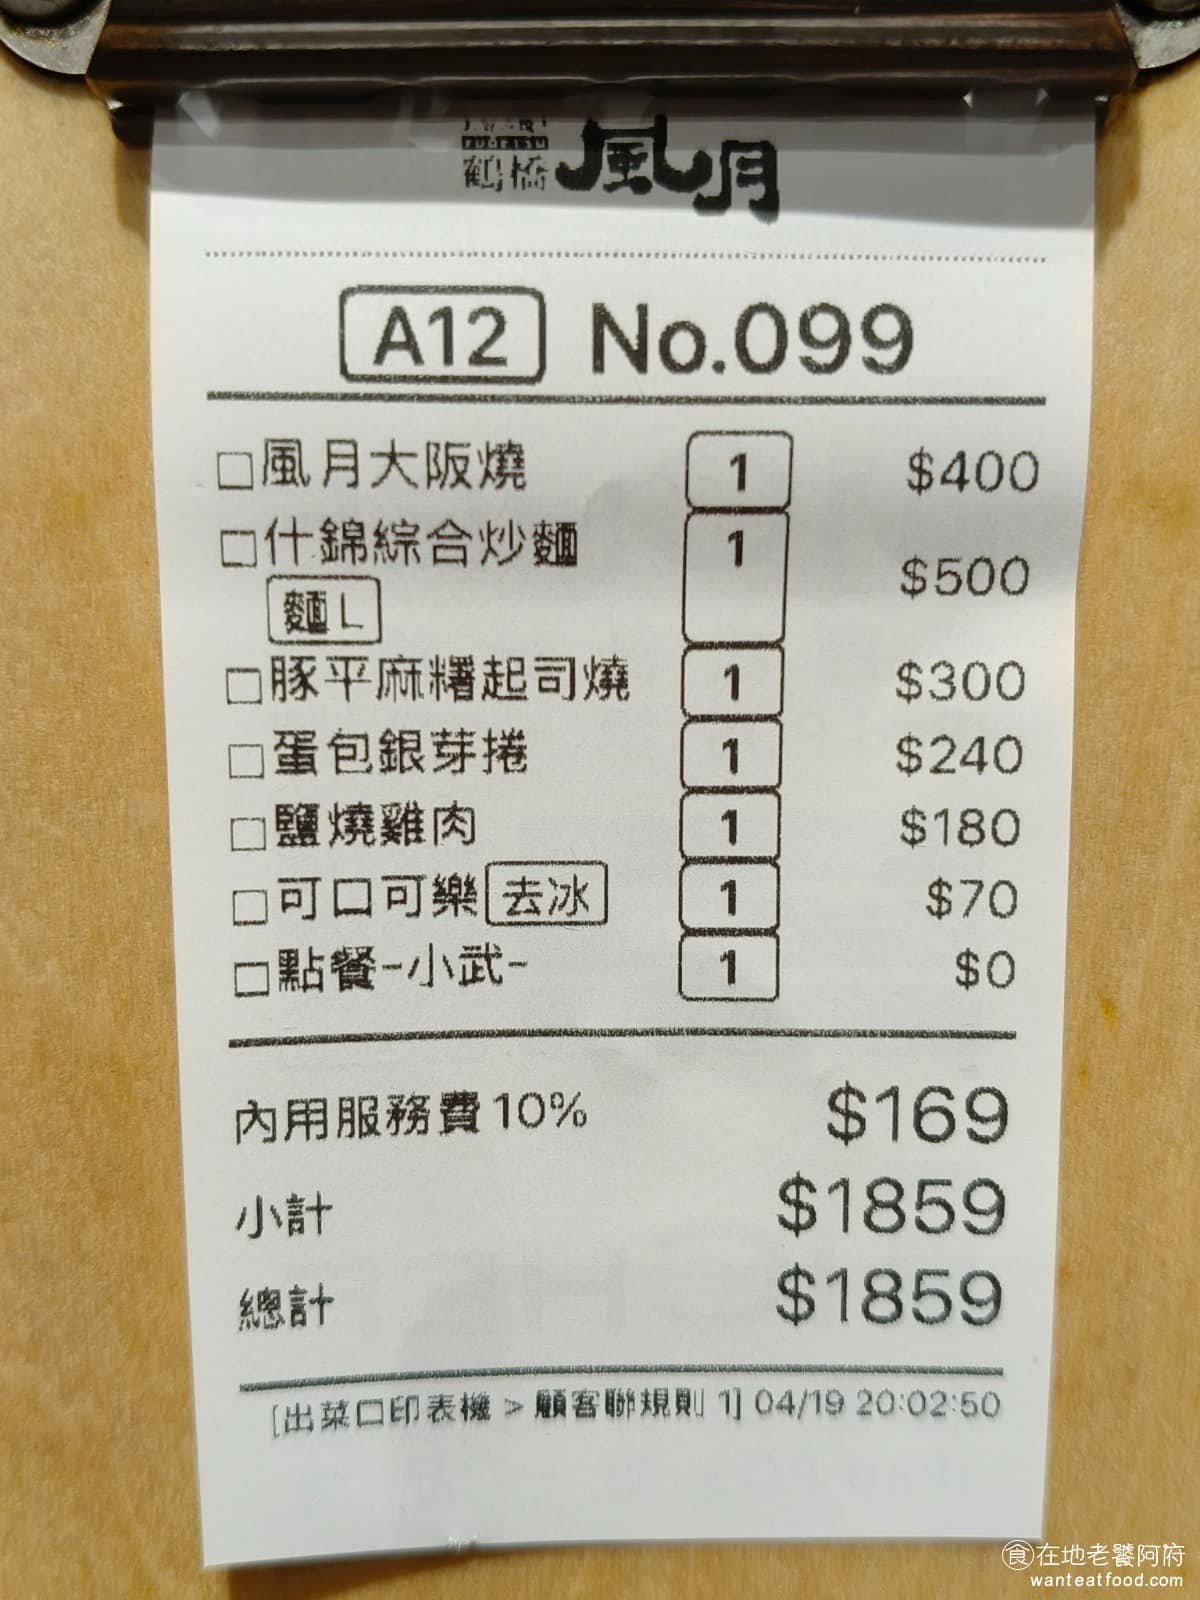 鶴橋 風月
A12 No.099
□風月大阪燒 1 $400
□什錦綜合炒麵 1 $500
麵L
□豚平麻糬起司燒 1 $300
□蛋包銀芽捲 1 $240
□鹽燒雞肉 1 $180
□可口可樂 去冰 1 $70
□點餐-小武- 1 $0
內用服務費10% $169
小計 $1859
總計 $1859
[出菜口印表機 > 顧客聯規則 1] 04/19 20:02:50
食在地老饕阿府
wanteatfood.com